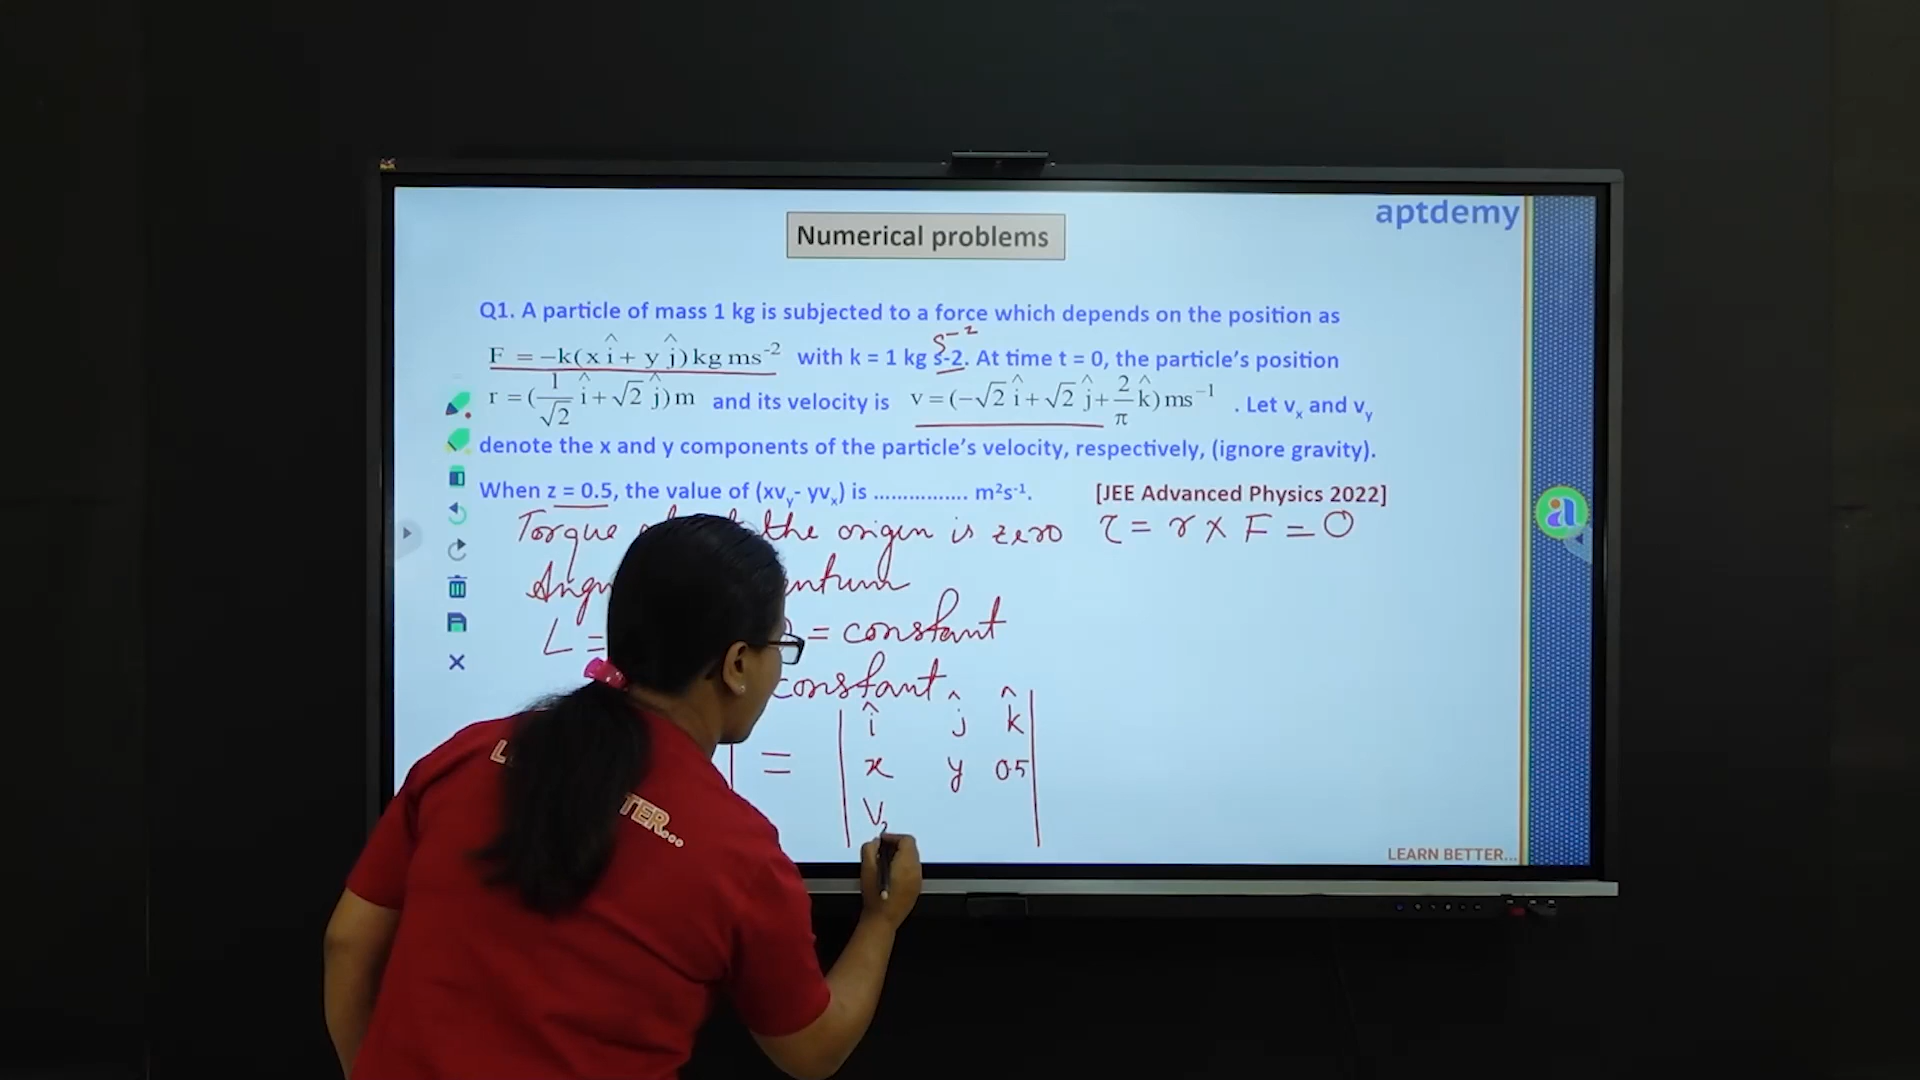 aptdemy
Numerical problems
Q1. A particle of mass 1 kg is subjected to a force which depends on the position as
F = −k(x î + y ĵ) kg ms⁻² with k = 1 kg s-2. At time t = 0, the particle's position
s⁻²
r = (1/√2 î + √2 ĵ) m and its velocity is v = (−√2 î + √2 ĵ + 2/π k̂) ms⁻¹ . Let vₓ and vᵧ
denote the x and y components of the particle's velocity, respectively, (ignore gravity).
When z = 0.5, the value of (xvᵧ- yvₓ) is ................ m²s⁻¹. [JEE Advanced Physics 2022]
Torque the origin is zero τ = r × F = 0
L = = constant
constant
î ĵ k̂
= x y 0.5
V
LEARN BETTER...
a
TER...